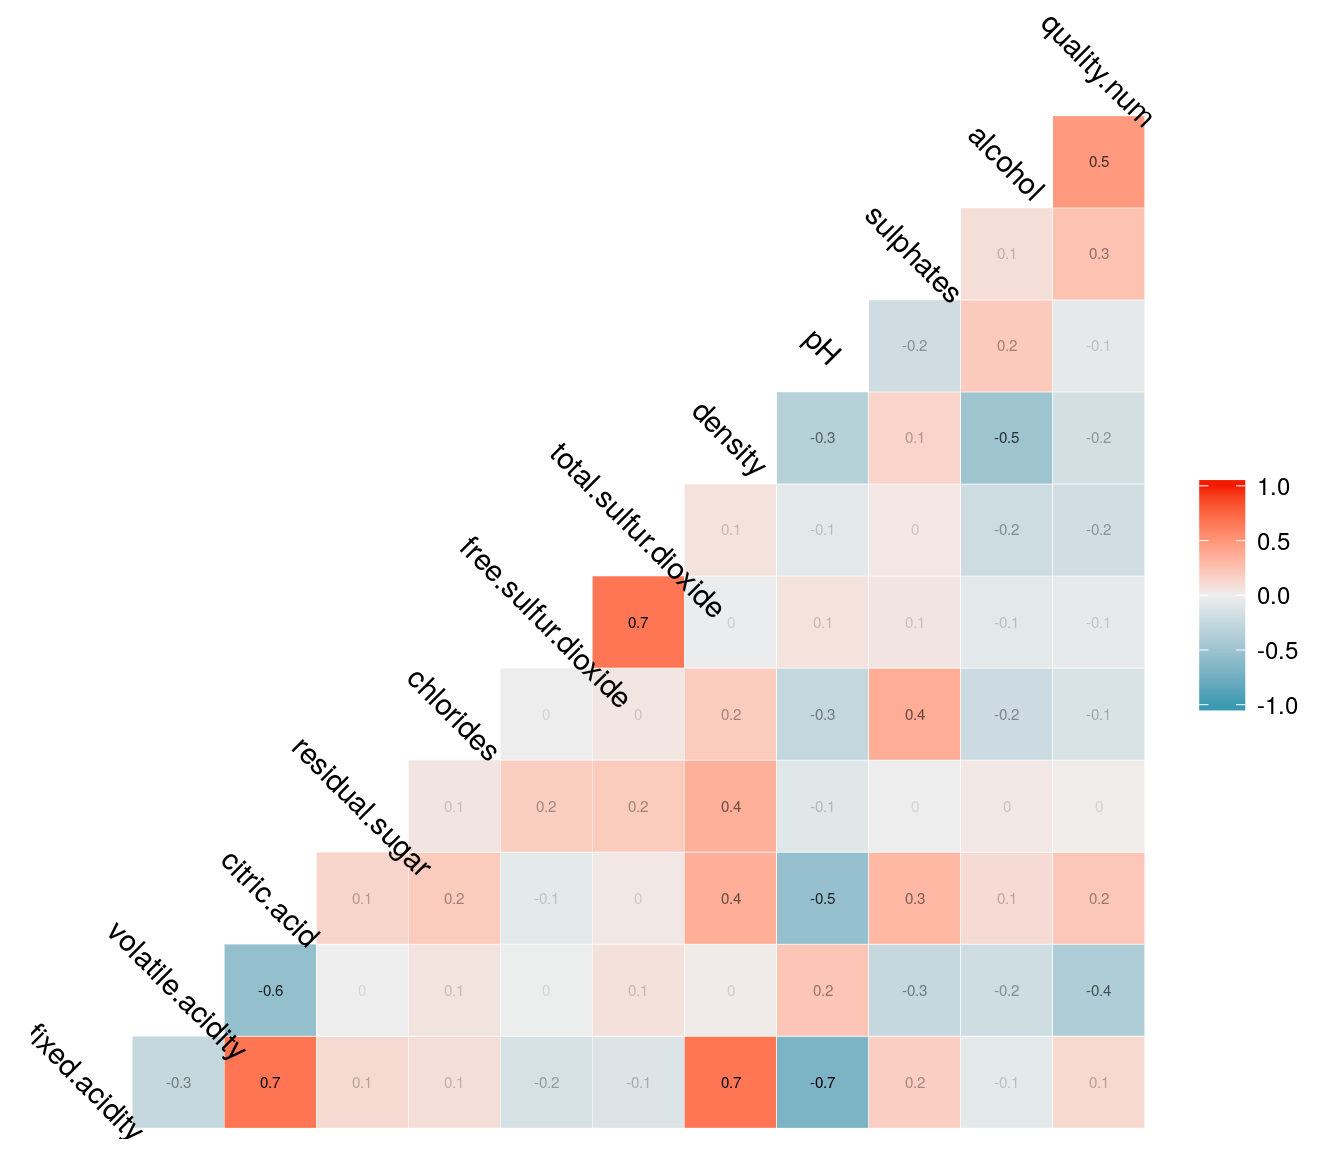 quality.num
alcohol
0.5
sulphates
0.1 0.3
pH
-0.2 0.2 -0.1
density
-0.3 0.1 -0.5 -0.2
total.sulfur.dioxide
0.1 -0.1 0 -0.2 -0.2
free.sulfur.dioxide
0.7 0 0.1 0.1 -0.1 -0.1
chlorides
0 0 0.2 -0.3 0.4 -0.2 -0.1
residual.sugar
0.1 0.2 0.2 0.4 -0.1 0 0 0
citric.acid
0.1 0.2 -0.1 0 0.4 -0.5 0.3 0.1 0.2
volatile.acidity
-0.6 0 0.1 0 0.1 0 0.2 -0.3 -0.2 -0.4
fixed.acidity
-0.3 0.7 0.1 0.1 -0.2 -0.1 0.7 -0.7 0.2 -0.1 0.1
1.0
0.5
0.0
-0.5
-1.0